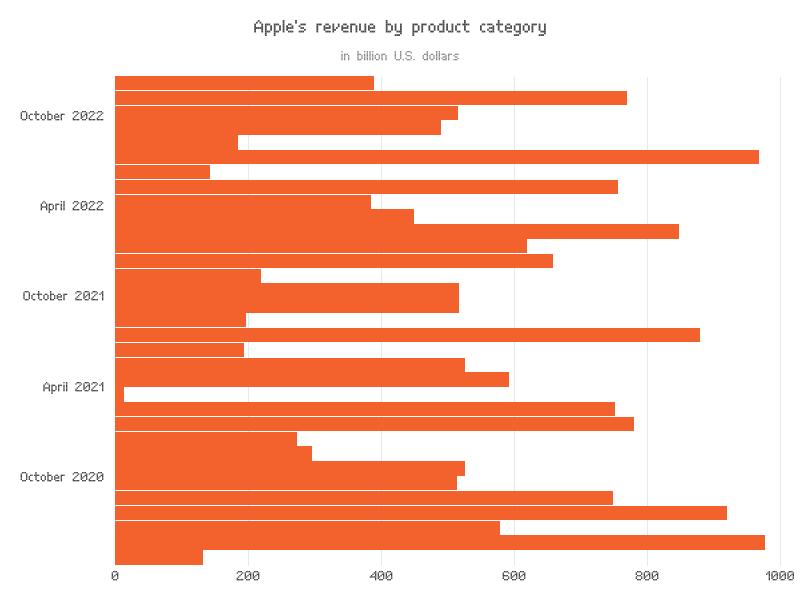 Apple's revenue by product category
in billion U.S. dollars
October 2022
April 2022
October 2021
April 2021
October 2020
0 200 400 600 800 1000